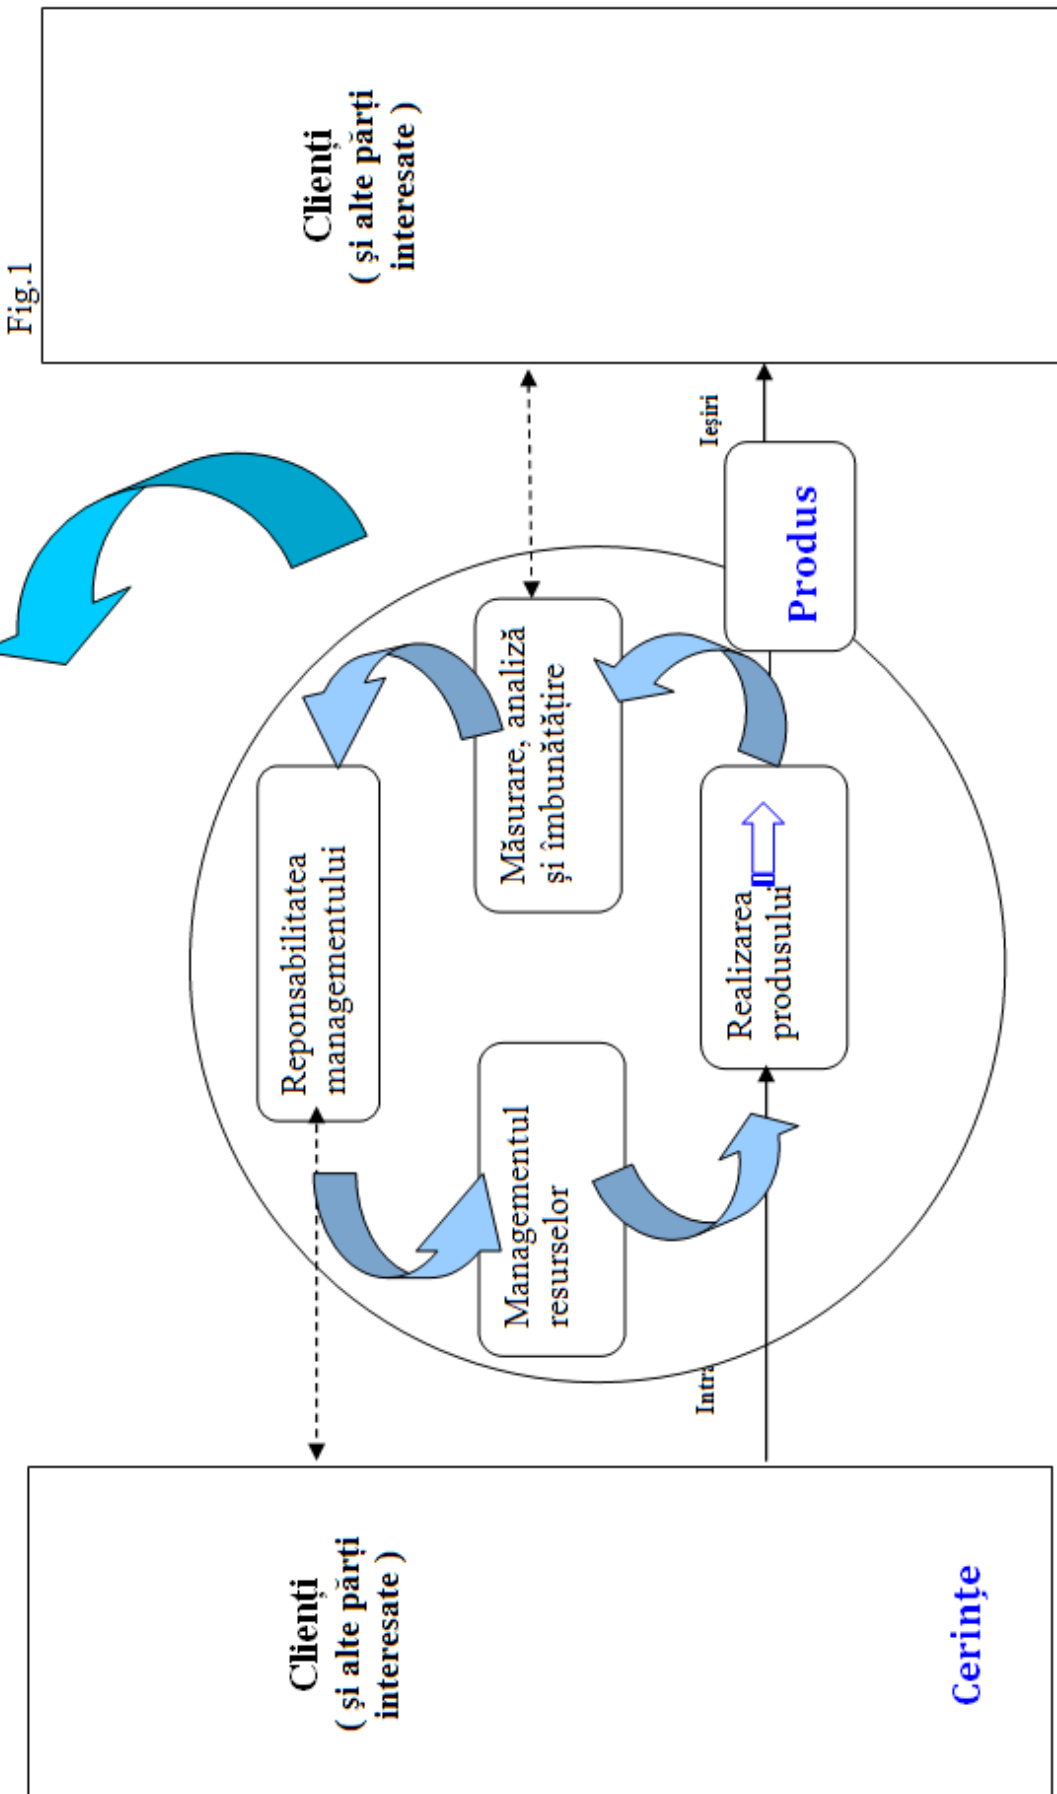 Fig.1
Clienți
( și alte părți
interesate )
Clienți
( și alte părți
interesate )
Reponsabilitatea
managementului
Măsurare, analiză
și îmbunătățire
Managementul
resurselor
Realizarea
produsului
Intra
Ieșiri
Produs
Cerințe